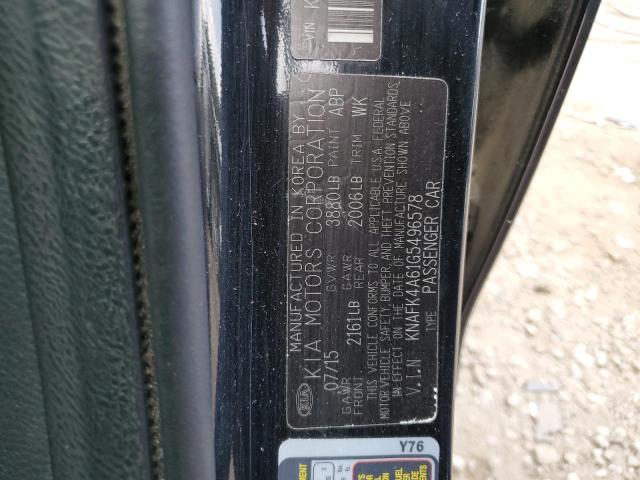 VIN K
MANUFACTURED IN KOREA BY
KIA MOTORS CORPORATION
07/15 GVWR 3880LB PAINT ABP
GAWR FRONT 2161LB GAWR REAR 2006LB TRIM WK
THIS VEHICLE CONFORMS TO ALL APPLICABLE U.S.A. FEDERAL
MOTOR VEHICLE SAFETY, BUMPER, AND THEFT PREVENTION STANDARDS
IN EFFECT ON THE DATE OF MANUFACTURE SHOWN ABOVE
V.I.N KNAFK4A61G5496578
TYPE PASSENGER CAR
KIA
Y76